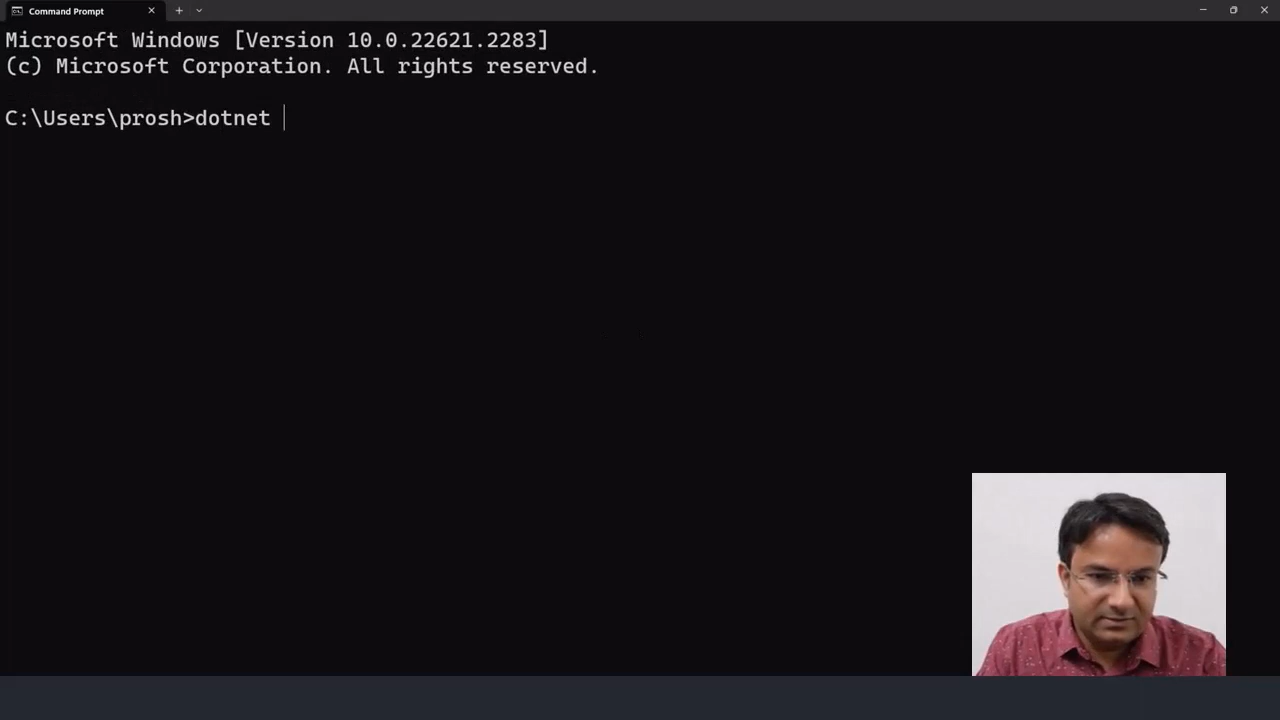 Command Prompt
Microsoft Windows [Version 10.0.22621.2283]
(c) Microsoft Corporation. All rights reserved.
C:\Users\prosh>dotnet